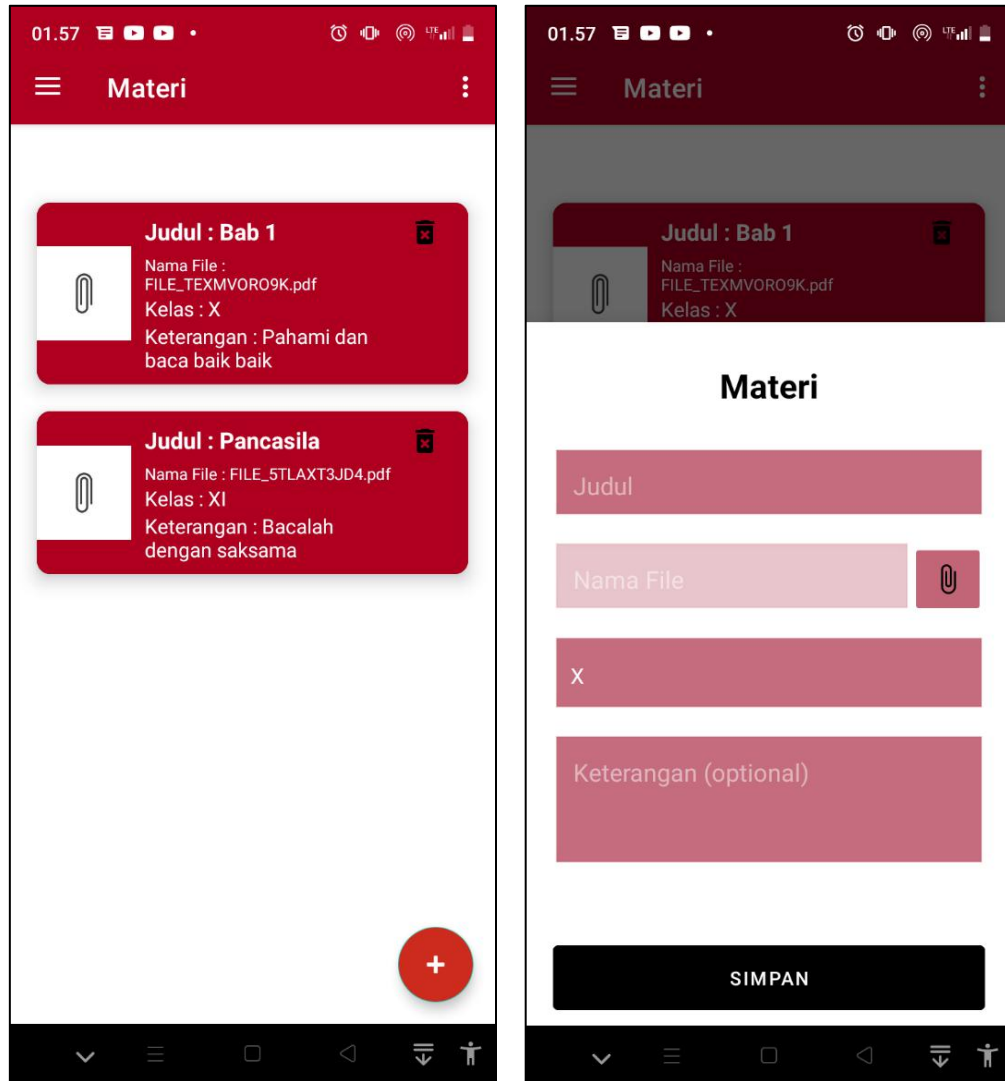 01.57
LTE
Materi
Judul : Bab 1
Nama File :
FILE_TEXMVORO9K.pdf
Kelas : X
Keterangan : Pahami dan
baca baik baik
Judul : Pancasila
Nama File : FILE_5TLAXT3JD4.pdf
Kelas : XI
Keterangan : Bacalah
dengan saksama
+
01.57
LTE
Materi
Judul : Bab 1
Nama File :
FILE_TEXMVORO9K.pdf
Kelas : X
Materi
Judul
Nama File
X
Keterangan (optional)
SIMPAN